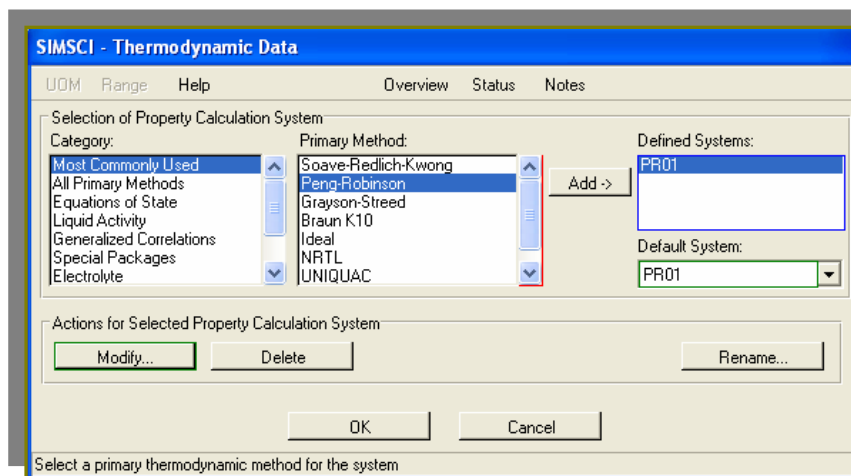 SIMSCI - Thermodynamic Data
UOM Range Help Overview Status Notes
Selection of Property Calculation System
Category: Primary Method: Defined Systems:
Most Commonly Used Soave-Redlich-Kwong PR01
All Primary Methods Peng-Robinson Add ->
Equations of State Grayson-Streed
Liquid Activity Braun K10
Generalized Correlations Ideal Default System:
Special Packages NRTL PR01
Electrolyte UNIQUAC
Actions for Selected Property Calculation System
Modify... Delete Rename...
OK Cancel
Select a primary thermodynamic method for the system